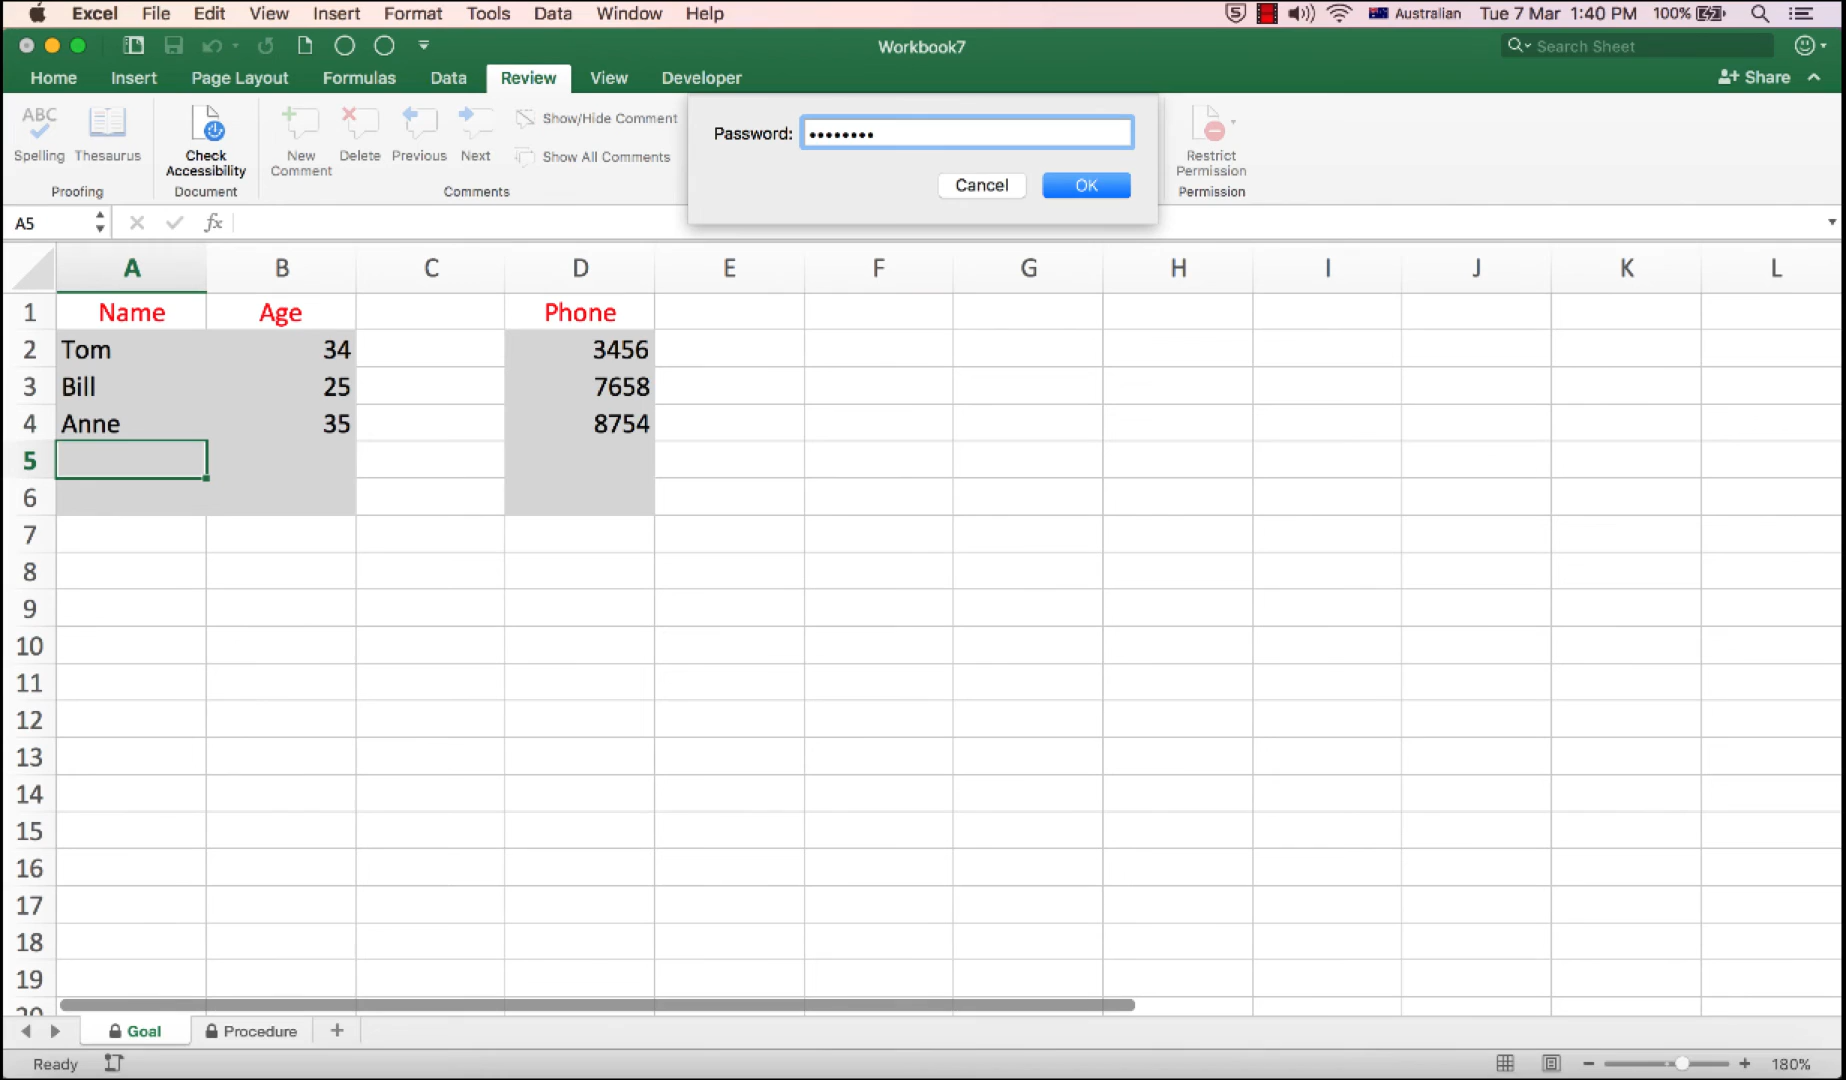 Excel File Edit View Insert Format Tools Data Window Help Australian Tue 7 Mar 1:40 PM 100%
Workbook7
Search Sheet
Home Insert Page Layout Formulas Data Review View Developer Share
ABC
Spelling Thesaurus
Proofing
Check Accessibility
Document
New Comment Delete Previous Next
Show/Hide Comment
Show All Comments
Comments
Password: ••••••••
Cancel OK
Restrict Permission
Permission
A5 fx
A B C D E F G H I J K L
1 Name Age Phone
2 Tom 34 3456
3 Bill 25 7658
4 Anne 35 8754
5
6
7
8
9
10
11
12
13
14
15
16
17
18
19
20
Goal Procedure +
Ready 180%